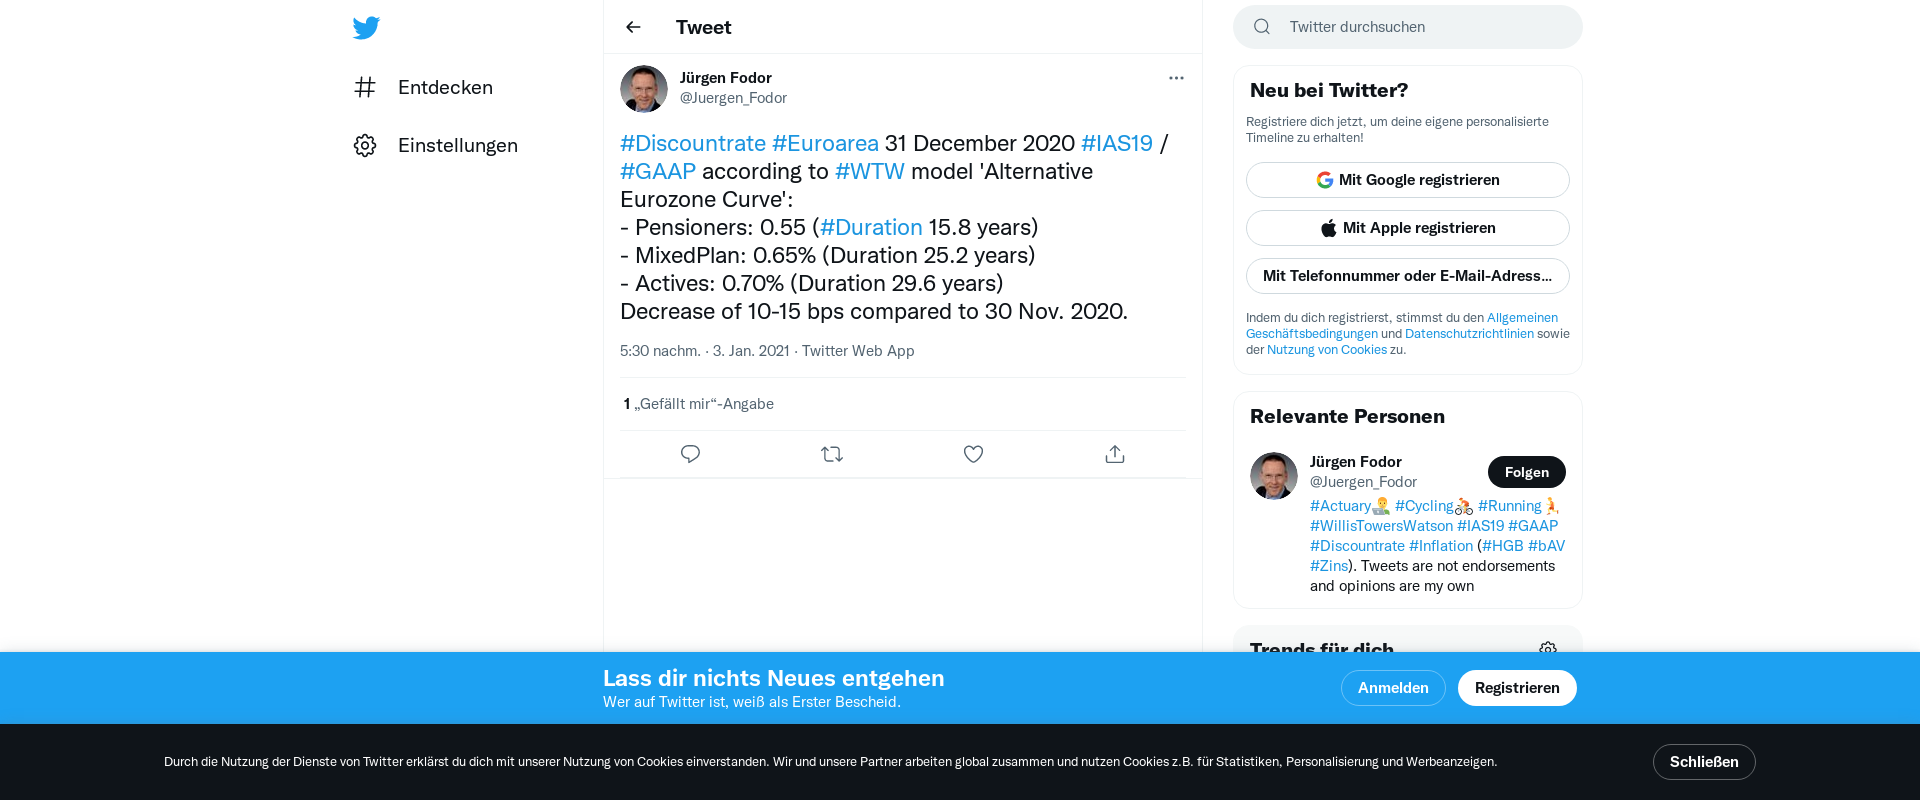 Entdecken
Einstellungen
Tweet
Jürgen Fodor
@Juergen_Fodor
#Discountrate #Euroarea 31 December 2020 #IAS19 /
#GAAP according to #WTW model 'Alternative
Eurozone Curve':
- Pensioners: 0.55 (#Duration 15.8 years)
- MixedPlan: 0.65% (Duration 25.2 years)
- Actives: 0.70% (Duration 29.6 years)
Decrease of 10-15 bps compared to 30 Nov. 2020.
5:30 nachm. · 3. Jan. 2021 · Twitter Web App
1 „Gefällt mir“-Angabe
Twitter durchsuchen
Neu bei Twitter?
Registriere dich jetzt, um deine eigene personalisierte
Timeline zu erhalten!
Mit Google registrieren
Mit Apple registrieren
Mit Telefonnummer oder E-Mail-Adress…
Indem du dich registrierst, stimmst du den Allgemeinen
Geschäftsbedingungen und Datenschutzrichtlinien sowie
der Nutzung von Cookies zu.
Relevante Personen
Jürgen Fodor
@Juergen_Fodor
Folgen
#Actuary #Cycling #Running
#WillisTowersWatson #IAS19 #GAAP
#Discountrate #Inflation (#HGB #bAV
#Zins). Tweets are not endorsements
and opinions are my own
Trends für dich
Lass dir nichts Neues entgehen
Wer auf Twitter ist, weiß als Erster Bescheid.
Anmelden
Registrieren
Durch die Nutzung der Dienste von Twitter erklärst du dich mit unserer Nutzung von Cookies einverstanden. Wir und unsere Partner arbeiten global zusammen und nutzen Cookies z.B. für Statistiken, Personalisierung und Werbeanzeigen.
Schließen